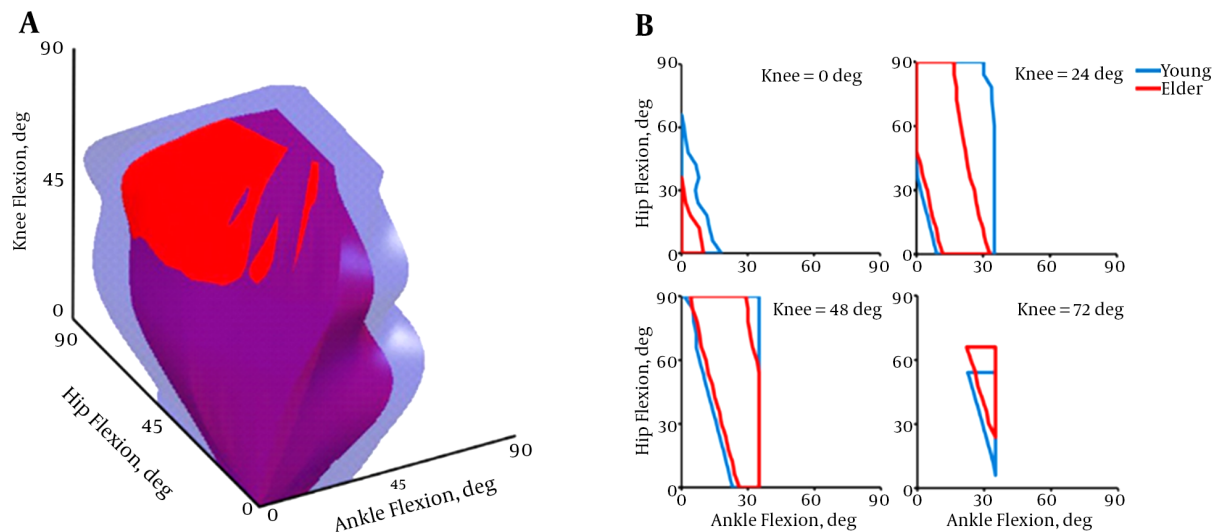 A
90
45
0
Knee Flexion, deg
90
45
0
Hip Flexion, deg
0
45
90
Ankle Flexion, deg
B
Young
Elder
Knee = 0 deg
90
60
30
0
Hip Flexion, deg
0 30 60 90
Knee = 24 deg
90
60
30
0
0 30 60 90
Knee = 48 deg
90
60
30
0
Hip Flexion, deg
0 30 60 90
Ankle Flexion, deg
Knee = 72 deg
90
60
30
0
0 30 60 90
Ankle Flexion, deg